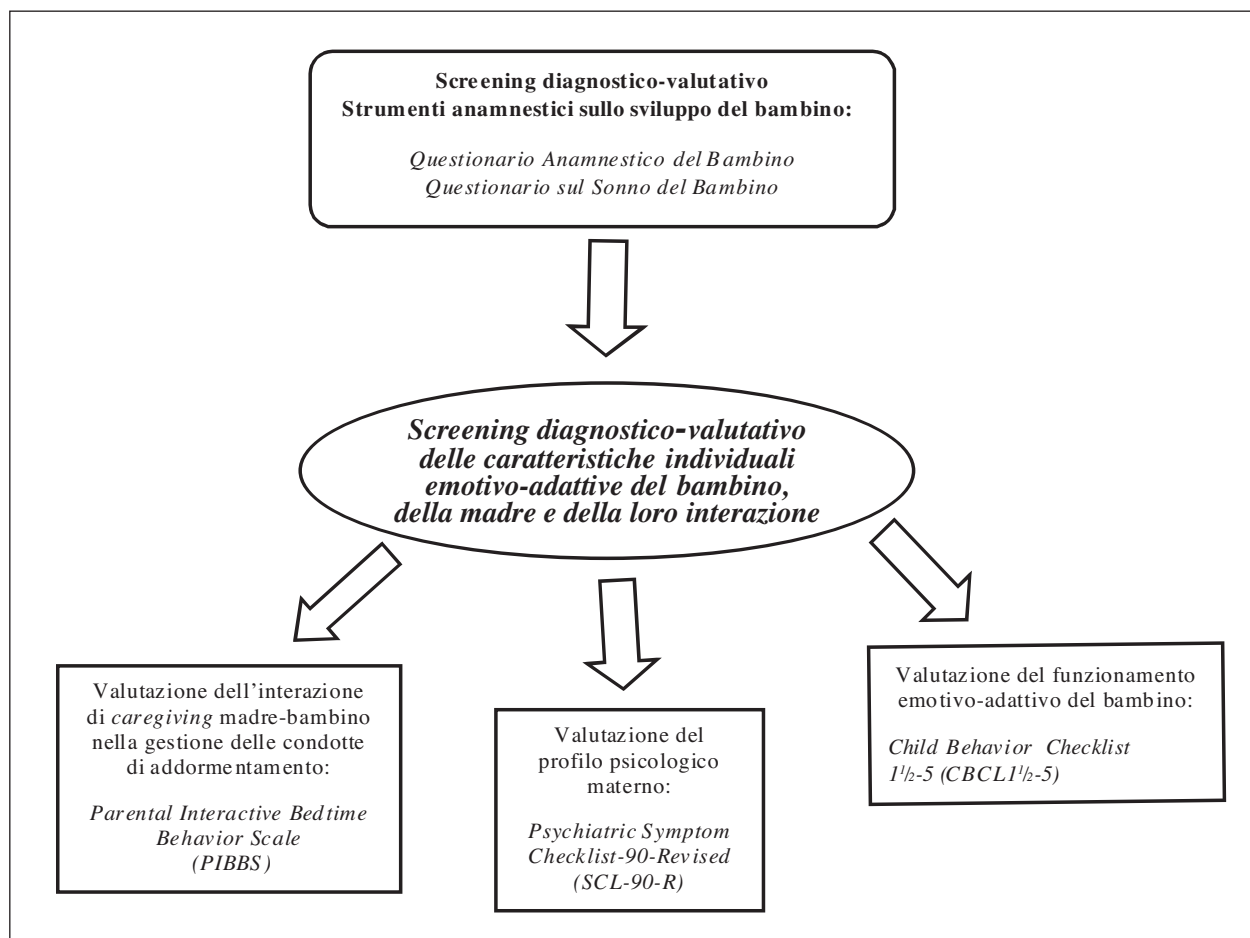 Screening diagnostico-valutativo
Strumenti anamnestici sullo sviluppo del bambino:
Questionario Anamnestico del Bambino
Questionario sul Sonno del Bambino
Screening diagnostico-valutativo
delle caratteristiche individuali
emotivo-adattive del bambino,
della madre e della loro interazione
Valutazione dell’interazione
di caregiving madre-bambino
nella gestione delle condotte
di addormentamento:
Parental Interactive Bedtime
Behavior Scale
(PIBBS)
Valutazione del
profilo psicologico
materno:
Psychiatric Symptom
Checklist-90-Revised
(SCL-90-R)
Valutazione del funzionamento
emotivo-adattivo del bambino:
Child Behavior Checklist
1½-5 (CBCL1½-5)